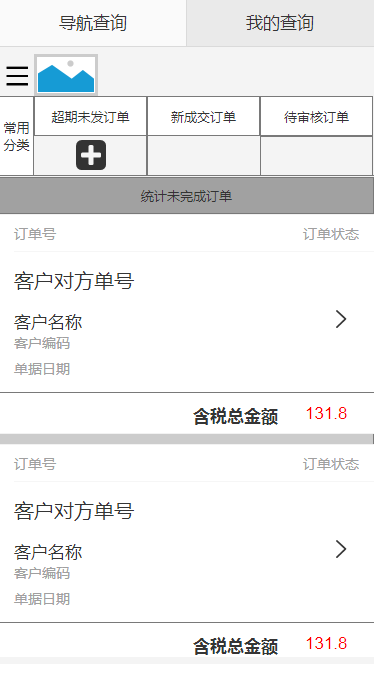 导航查询 我的查询
常用分类 超期未发订单 新成交订单 待审核订单
统计未完成订单
订单号 订单状态
客户对方单号
客户名称
客户编码
单据日期
含税总金额 131.8
订单号 订单状态
客户对方单号
客户名称
客户编码
单据日期
含税总金额 131.8